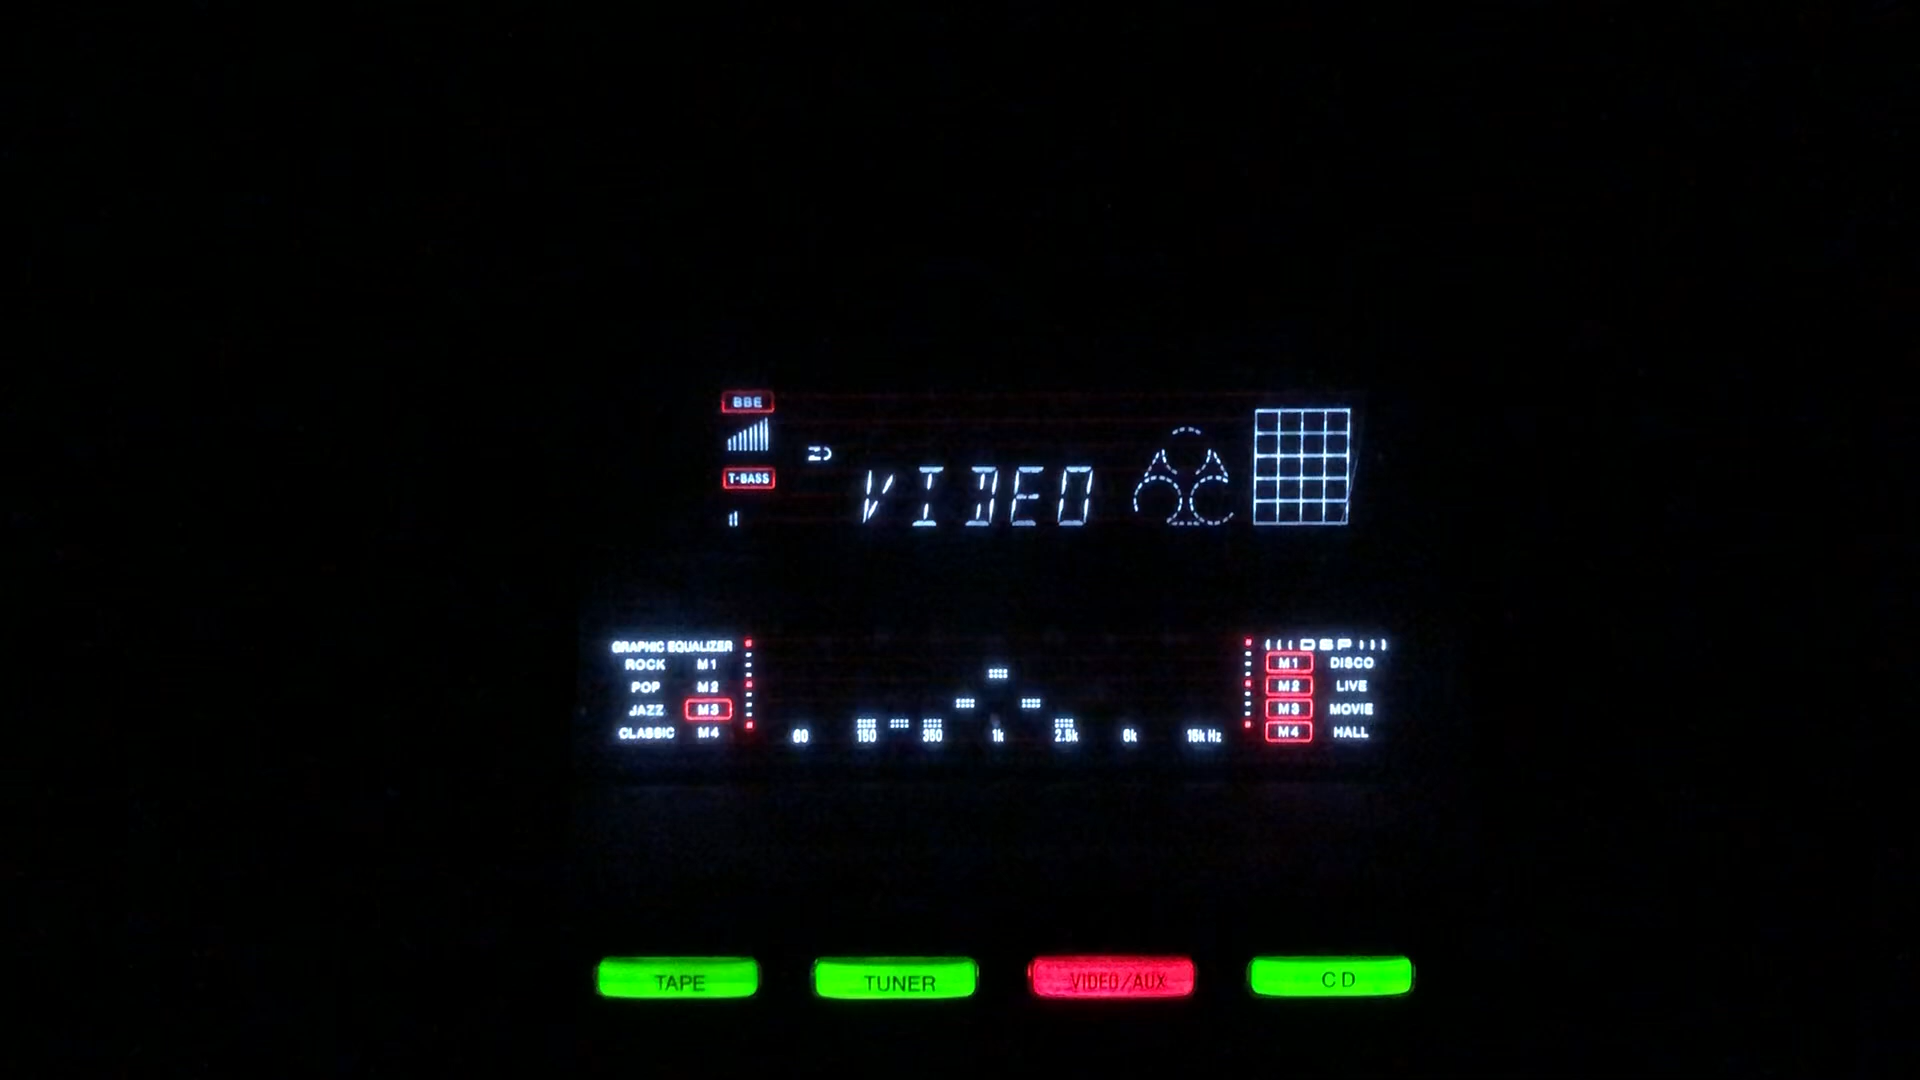 BBE
T-BASS
VIDEO
GRAPHIC EQUALIZER
ROCK M1
POP M2
JAZZ M3
CLASSIC M4
60 150 350 1k 2.5k 6k 15k Hz
DSP
M1 DISCO
M2 LIVE
M3 MOVIE
M4 HALL
TAPE TUNER VIDEO/AUX CD